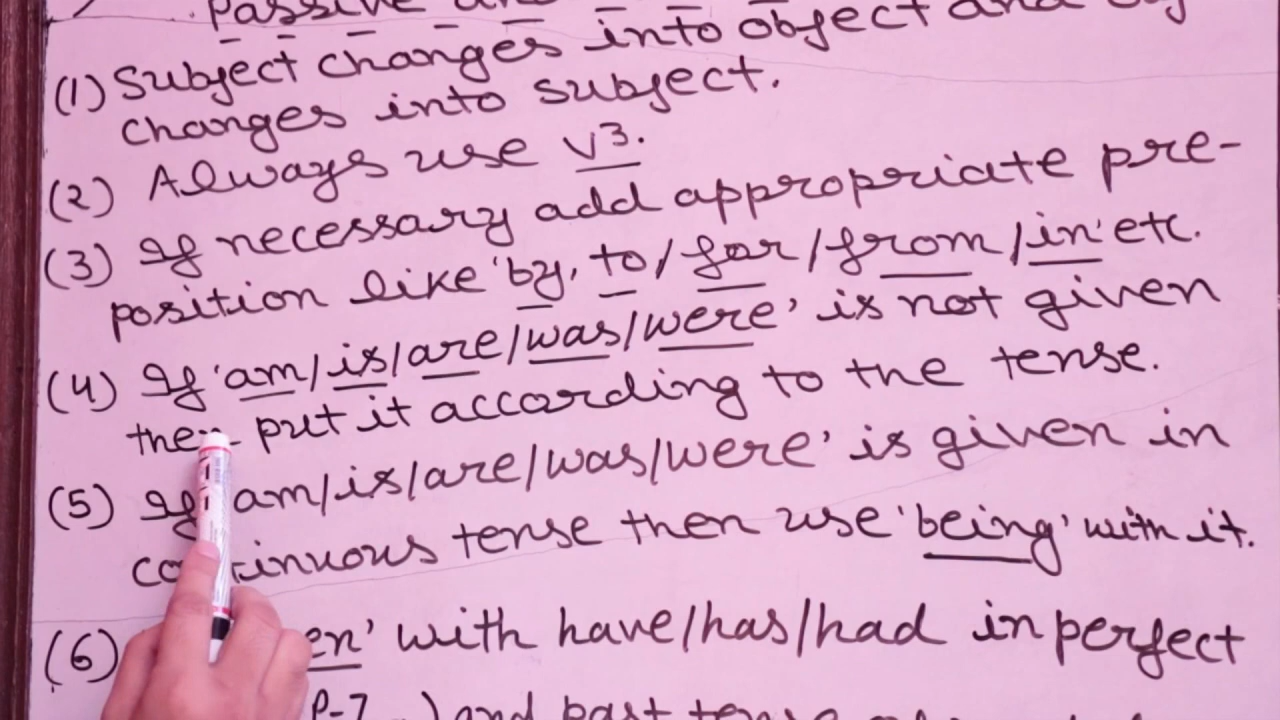 Passive
(1) Subject changes into object and
changes into subject.
(2) Always use V3.
(3) If necessary add appropriate pre-
position like 'by, to/for/from/in' etc.
(4) If 'am/is/are/was/were' is not given
then put it according to the tense.
(5) If am/is/are/was/were' is given in
continuous tense then use 'being' with it.
(6) en' with have/has/had in perfect
P-7 ) and past tense